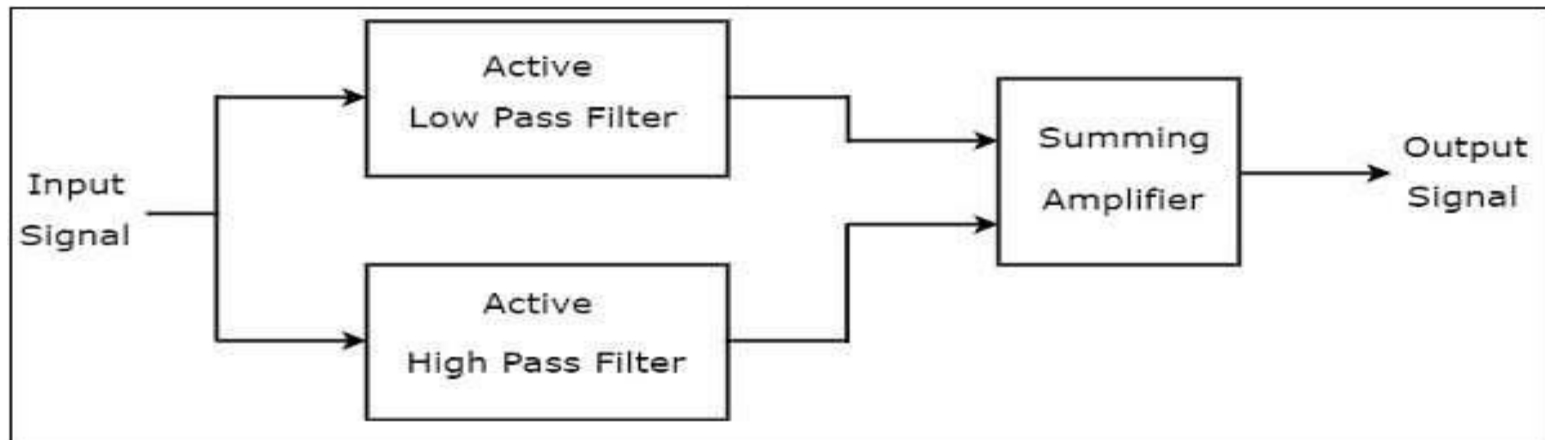 Input
Signal
Active
Low Pass Filter
Active
High Pass Filter
Summing
Amplifier
Output
Signal